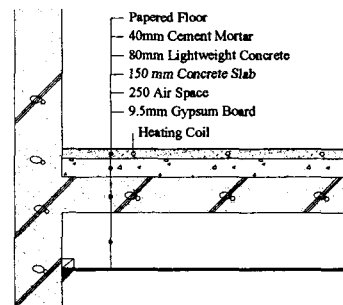 Papered Floor
40mm Cement Mortar
80mm Lightweight Concrete
150 mm Concrete Slab
250 Air Space
9.5mm Gypsum Board
Heating Coil